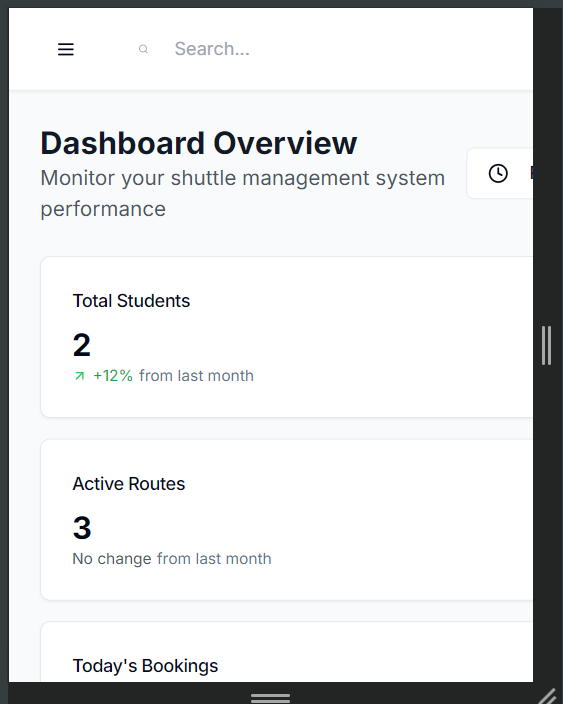 Search...
Dashboard Overview
Monitor your shuttle management system
performance
Total Students
2
+12% from last month
Active Routes
3
No change from last month
Today's Bookings